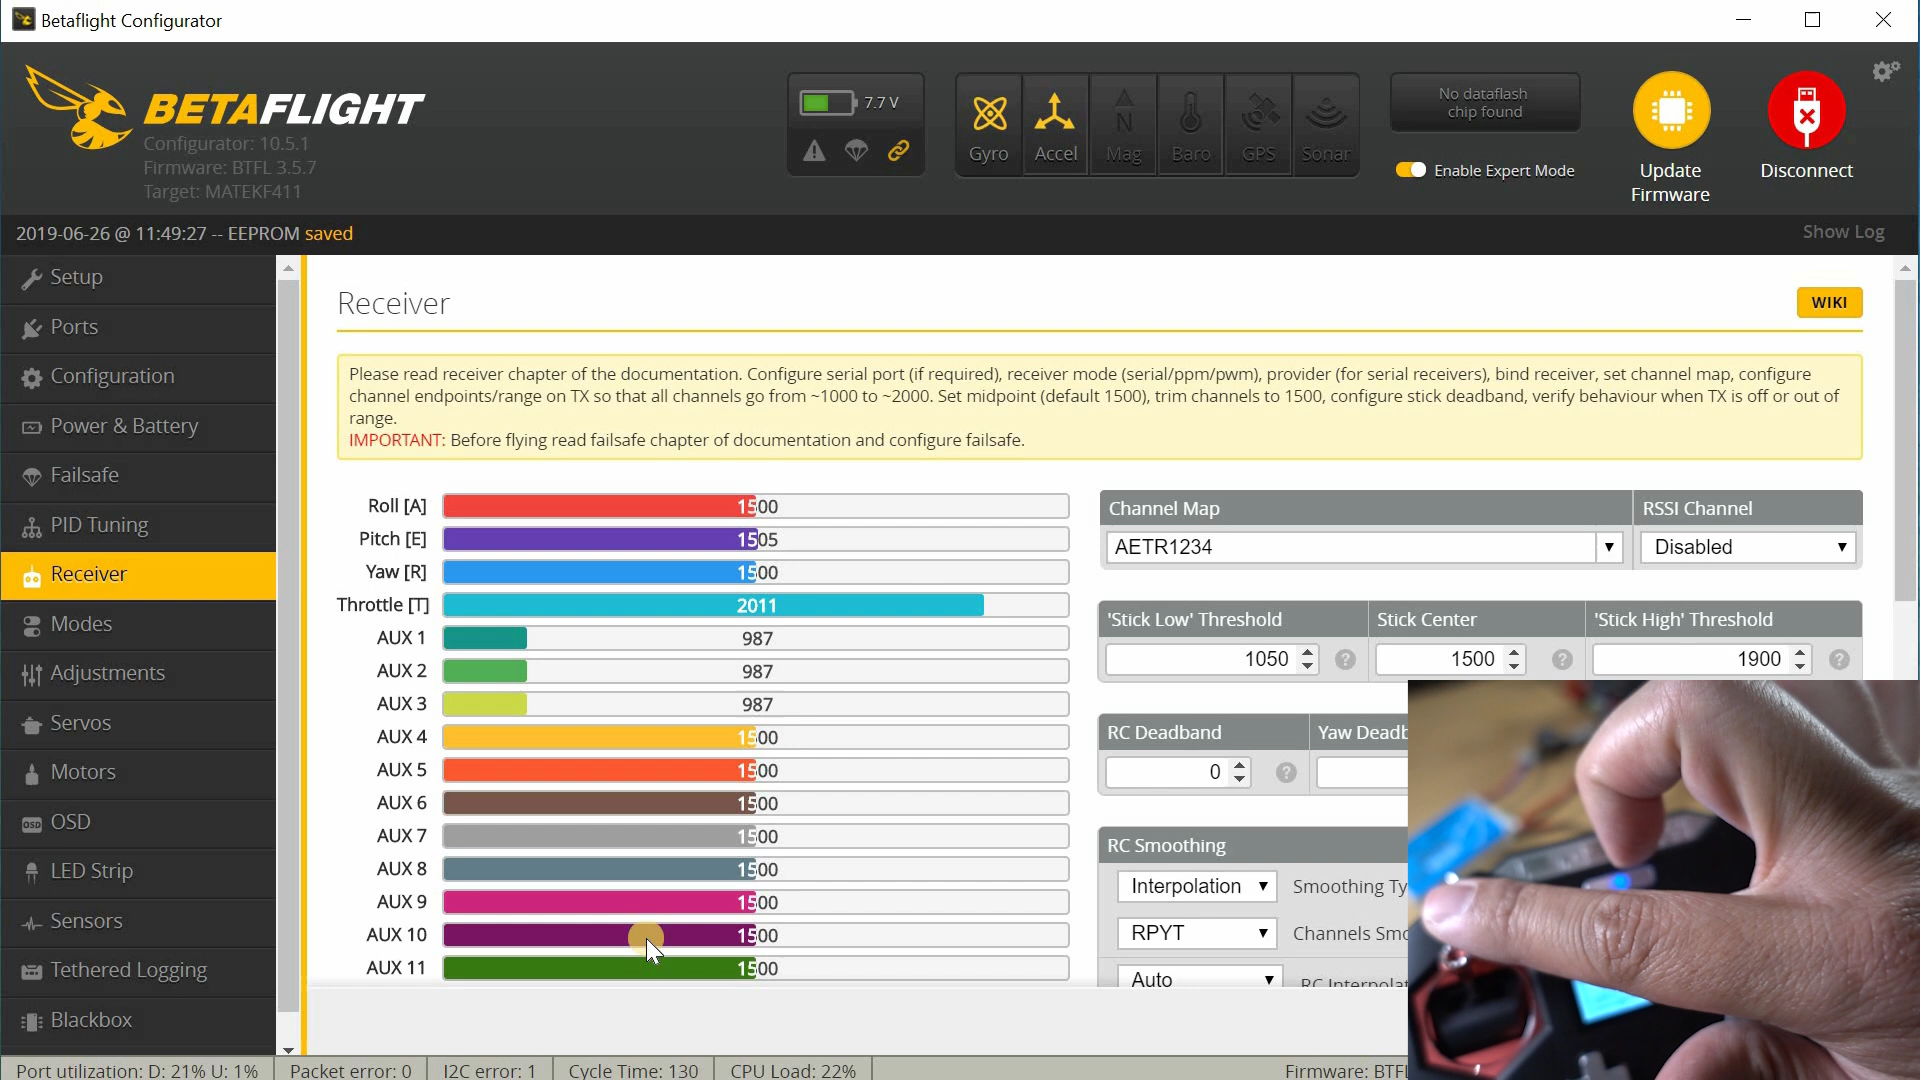 Betaflight Configurator
BETAFLIGHT
Configurator: 10.5.1
Firmware: BTFL 3.5.7
Target: MATEKF411
7.7 V
Gyro
Accel
Mag
Baro
GPS
Sonar
No dataflash
chip found
Enable Expert Mode
Update
Firmware
Disconnect
2019-06-26 @ 11:49:27 -- EEPROM saved
Show Log
Setup
Ports
Configuration
Power & Battery
Failsafe
PID Tuning
Receiver
Modes
Adjustments
Servos
Motors
OSD OSD
LED Strip
Sensors
Tethered Logging
Blackbox
Receiver
WIKI
Please read receiver chapter of the documentation. Configure serial port (if required), receiver mode (serial/ppm/pwm), provider (for serial receivers), bind receiver, set channel map, configure
channel endpoints/range on TX so that all channels go from ~1000 to ~2000. Set midpoint (default 1500), trim channels to 1500, configure stick deadband, verify behaviour when TX is off or out of
range.
IMPORTANT: Before flying read failsafe chapter of documentation and configure failsafe.
Roll [A] 1500
Pitch [E] 1505
Yaw [R] 1500
Throttle [T] 2011
AUX 1 987
AUX 2 987
AUX 3 987
AUX 4 1500
AUX 5 1500
AUX 6 1500
AUX 7 1500
AUX 8 1500
AUX 9 1500
AUX 10 1500
AUX 11 1500
Channel Map
RSSI Channel
AETR1234
Disabled
'Stick Low' Threshold
Stick Center
'Stick High' Threshold
1050 ?
1500 ?
1900 ?
RC Deadband
Yaw Deadb
0 ?
RC Smoothing
Interpolation
Smoothing Ty
RPYT
Channels Smo
Auto
RC Interpolat
Port utilization: D: 21% U: 1%
Packet error: 0
I2C error: 1
Cycle Time: 130
CPU Load: 22%
Firmware: BTFL